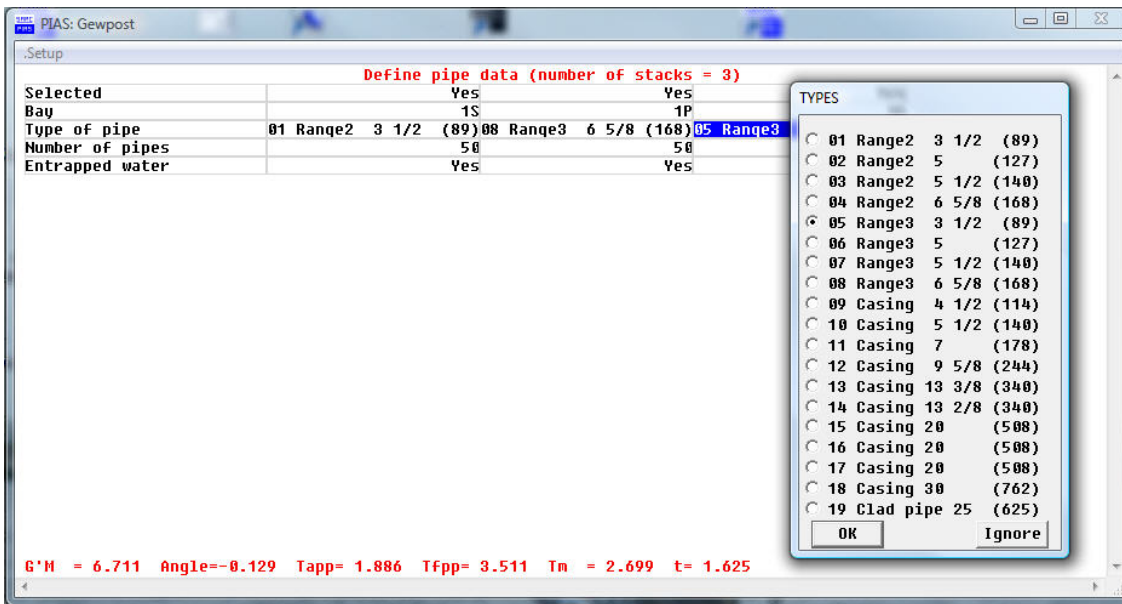 PIAS: Gewpost
.Setup
Define pipe data (number of stacks = 3)
Selected Yes Yes
Bay 1S 1P
Type of pipe 01 Range2 3 1/2 (89) 08 Range3 6 5/8 (168) 05 Range3
Number of pipes 50 50
Entrapped water Yes Yes
TYPES
01 Range2 3 1/2 (89)
02 Range2 5 (127)
03 Range2 5 1/2 (140)
04 Range2 6 5/8 (168)
05 Range3 3 1/2 (89)
06 Range3 5 (127)
07 Range3 5 1/2 (140)
08 Range3 6 5/8 (168)
09 Casing 4 1/2 (114)
10 Casing 5 1/2 (140)
11 Casing 7 (178)
12 Casing 9 5/8 (244)
13 Casing 13 3/8 (340)
14 Casing 13 2/8 (340)
15 Casing 20 (508)
16 Casing 20 (508)
17 Casing 20 (508)
18 Casing 30 (762)
19 Clad pipe 25 (625)
OK Ignore
G'M = 6.711 Angle=-0.129 Tapp= 1.886 Tfpp= 3.511 Tm = 2.699 t= 1.625